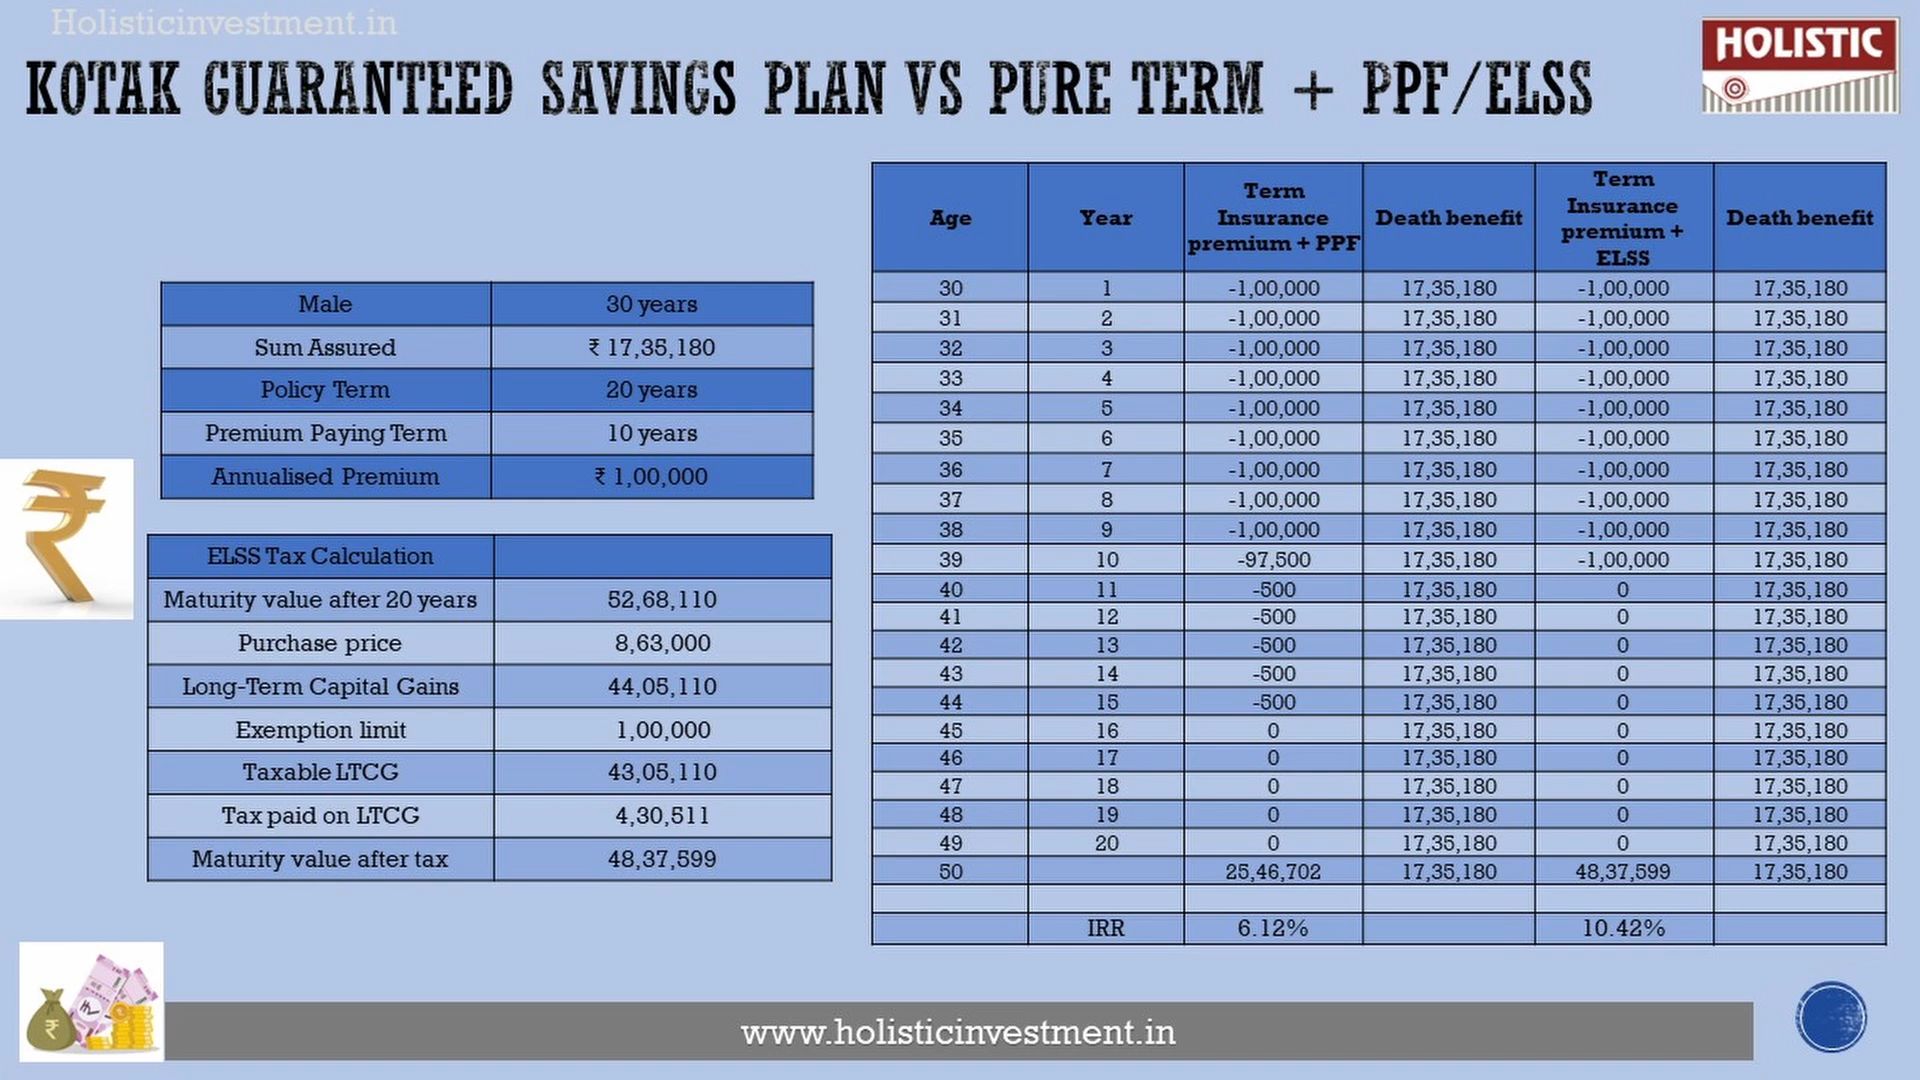 Holisticinvestment.in
KOTAK GUARANTEED SAVINGS PLAN VS PURE TERM + PPF/ELSS
HOLISTIC
Male 30 years
Sum Assured ₹ 17,35,180
Policy Term 20 years
Premium Paying Term 10 years
Annualised Premium ₹ 1,00,000
ELSS Tax Calculation
Maturity value after 20 years 52,68,110
Purchase price 8,63,000
Long-Term Capital Gains 44,05,110
Exemption limit 1,00,000
Taxable LTCG 43,05,110
Tax paid on LTCG 4,30,511
Maturity value after tax 48,37,599
Age Year Term Insurance premium + PPF Death benefit Term Insurance premium + ELSS Death benefit
30 1 -1,00,000 17,35,180 -1,00,000 17,35,180
31 2 -1,00,000 17,35,180 -1,00,000 17,35,180
32 3 -1,00,000 17,35,180 -1,00,000 17,35,180
33 4 -1,00,000 17,35,180 -1,00,000 17,35,180
34 5 -1,00,000 17,35,180 -1,00,000 17,35,180
35 6 -1,00,000 17,35,180 -1,00,000 17,35,180
36 7 -1,00,000 17,35,180 -1,00,000 17,35,180
37 8 -1,00,000 17,35,180 -1,00,000 17,35,180
38 9 -1,00,000 17,35,180 -1,00,000 17,35,180
39 10 -97,500 17,35,180 -1,00,000 17,35,180
40 11 -500 17,35,180 0 17,35,180
41 12 -500 17,35,180 0 17,35,180
42 13 -500 17,35,180 0 17,35,180
43 14 -500 17,35,180 0 17,35,180
44 15 -500 17,35,180 0 17,35,180
45 16 0 17,35,180 0 17,35,180
46 17 0 17,35,180 0 17,35,180
47 18 0 17,35,180 0 17,35,180
48 19 0 17,35,180 0 17,35,180
49 20 0 17,35,180 0 17,35,180
50 25,46,702 17,35,180 48,37,599 17,35,180
IRR 6.12% 10.42%
www.holisticinvestment.in